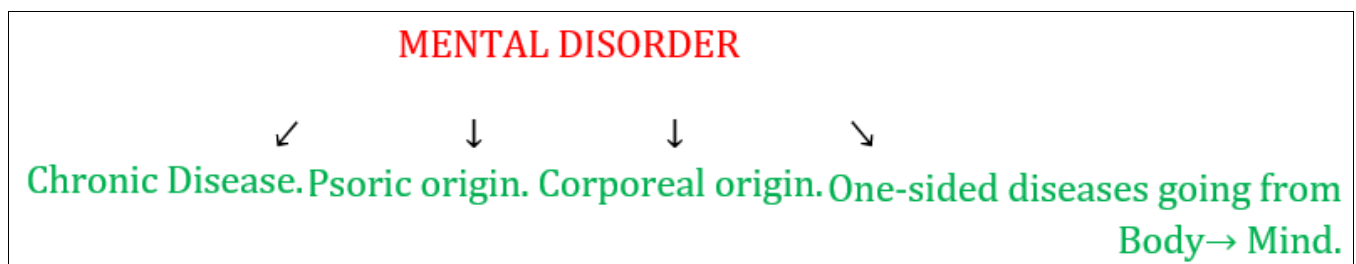 MENTAL DISORDER
↙ ↓ ↓ ↘
Chronic Disease. Psoric origin. Corporeal origin. One-sided diseases going from
Body→ Mind.